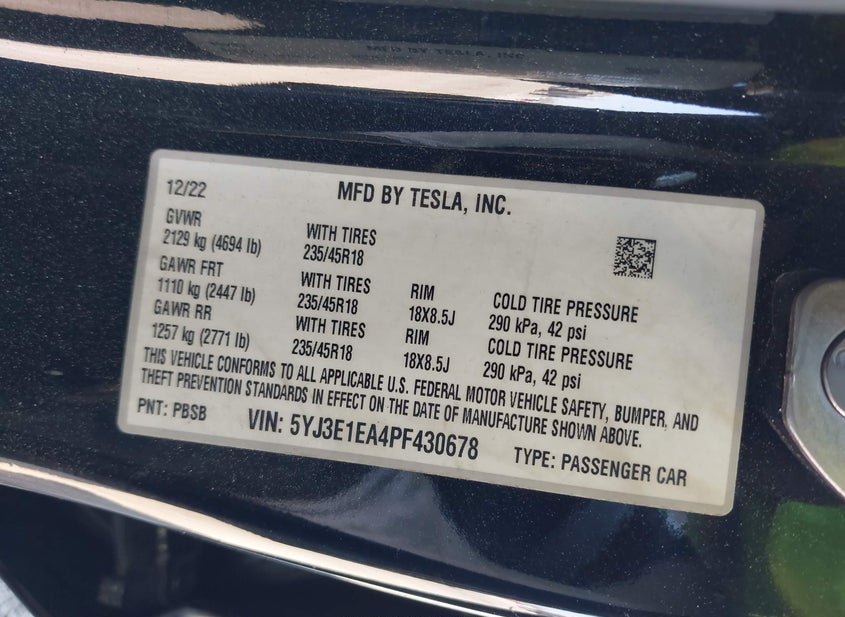 12/22
MFD BY TESLA, INC.
GVWR
2129 kg (4694 lb)
WITH TIRES
235/45R18
GAWR FRT
1110 kg (2447 lb)
WITH TIRES
235/45R18
RIM
18X8.5J
COLD TIRE PRESSURE
290 kPa, 42 psi
GAWR RR
1257 kg (2771 lb)
WITH TIRES
235/45R18
RIM
18X8.5J
COLD TIRE PRESSURE
290 kPa, 42 psi
THIS VEHICLE CONFORMS TO ALL APPLICABLE U.S. FEDERAL MOTOR VEHICLE SAFETY, BUMPER, AND
THEFT PREVENTION STANDARDS IN EFFECT ON THE DATE OF MANUFACTURE SHOWN ABOVE.
PNT: PBSB
VIN: 5YJ3E1EA4PF430678
TYPE: PASSENGER CAR